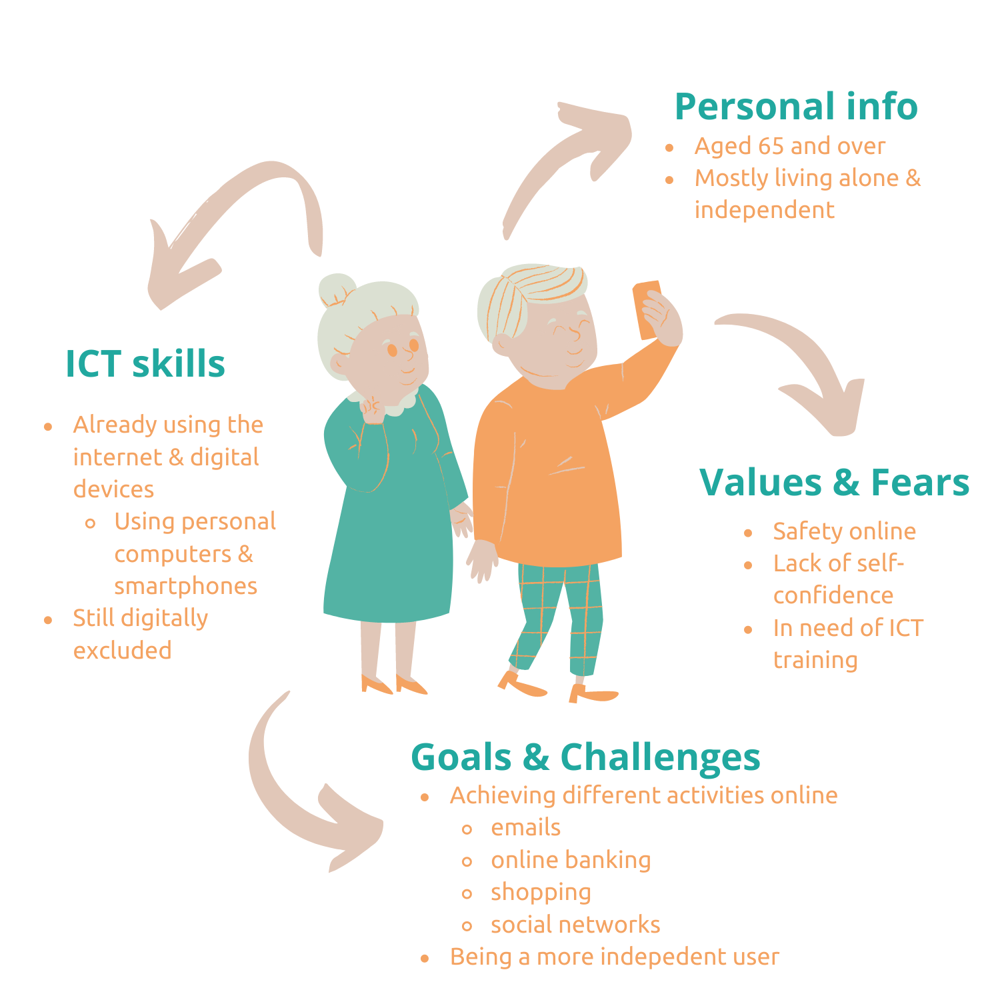 Personal info
Aged 65 and over
Mostly living alone &
independent
ICT skills
Already using the
internet & digital
devices
Using personal
computers &
smartphones
Still digitally
excluded
Values & Fears
Safety online
Lack of self-
confidence
In need of ICT
training
Goals & Challenges
Achieving different activities online
emails
online banking
shopping
social networks
Being a more indepedent user